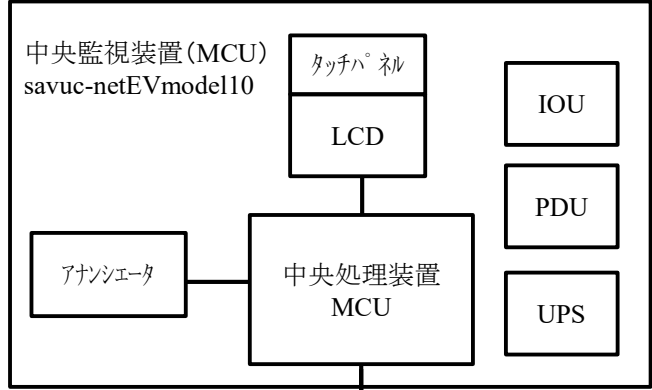 中央監視装置(MCU)
savuc-netEVmodel10
ﾀｯﾁﾊﾟﾈﾙ
LCD
IOU
PDU
UPS
ｱﾅﾝｼｴｰﾀ
中央処理装置
MCU